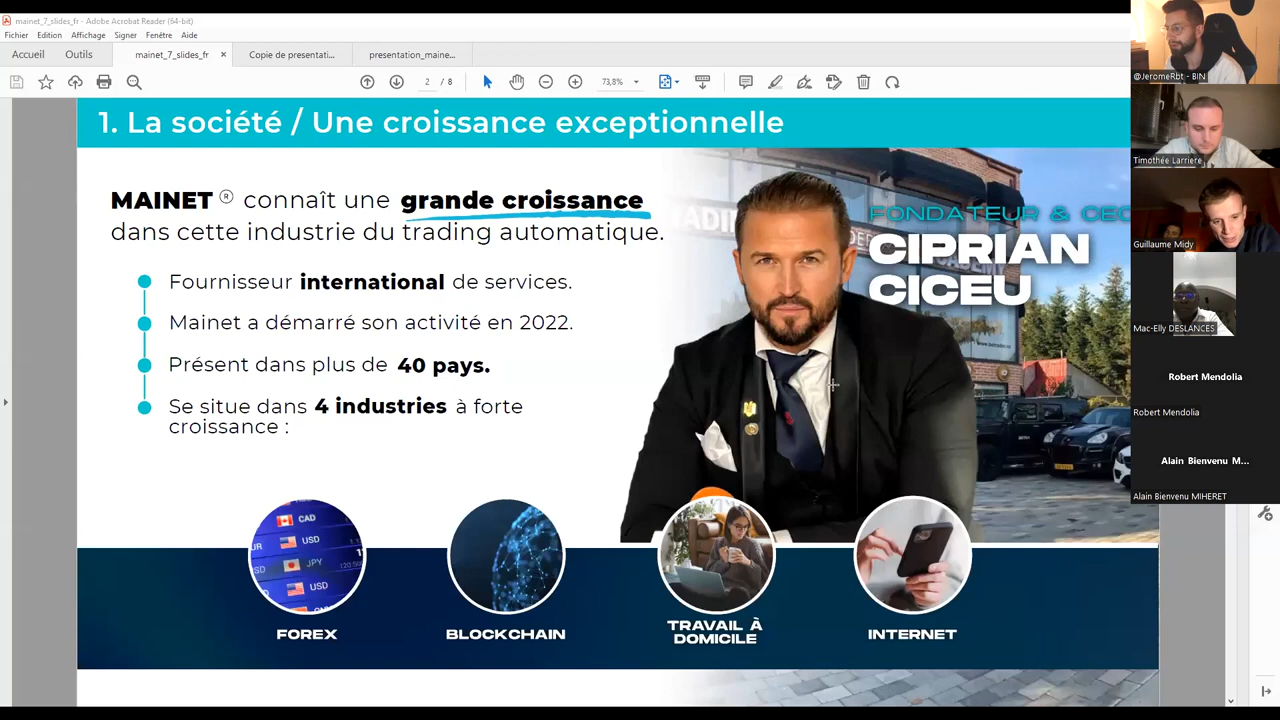 mainet_7_slides_fr - Adobe Acrobat Reader (64-bit)
Fichier Edition Affichage Signer Fenêtre Aide
Accueil Outils mainet_7_slides_fr × Copie de presentati... presentation_maine...
2 / 8 73,8%
1. La société / Une croissance exceptionnelle
MAINET ® connaît une grande croissance
dans cette industrie du trading automatique.
Fournisseur international de services.
Mainet a démarré son activité en 2022.
Présent dans plus de 40 pays.
Se situe dans 4 industries à forte
croissance :
FONDATEUR & CEO
CIPRIAN
CICEU
CAD
USD
JPY
USD
FOREX
BLOCKCHAIN
TRAVAIL À
DOMICILE
INTERNET
@JeromeRbt - BIN
Timothée Larriere
Guillaume Midy
Mac-Elly DESLANCES
Robert Mendolia
Robert Mendolia
Alain Bienvenu M...
Alain Bienvenu MIHERET